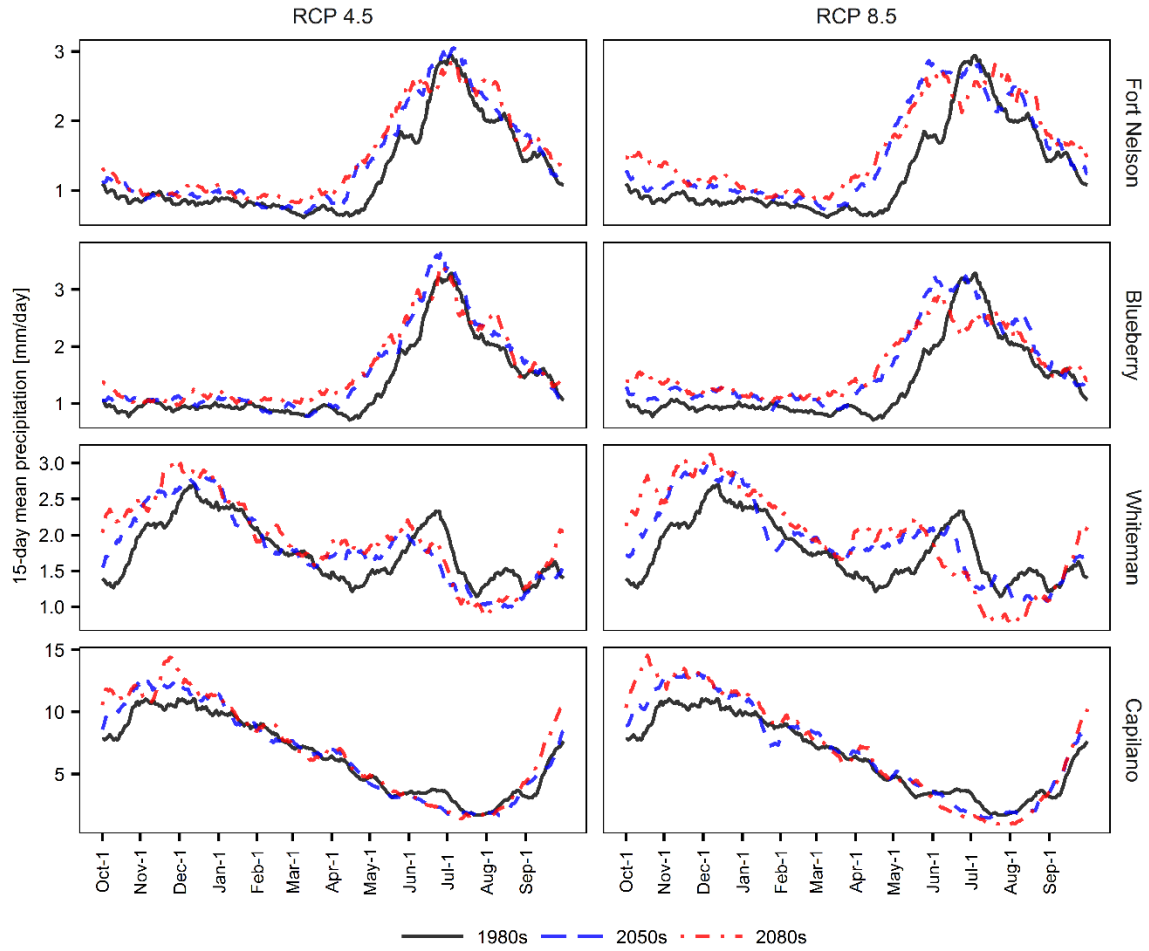 RCP 4.5
RCP 8.5
15-day mean precipitation [mm/day]
3
2
1
Fort Nelson
3
2
1
Blueberry
3.0
2.5
2.0
1.5
1.0
Whiteman
15
10
5
Capilano
Oct-1 Nov-1 Dec-1 Jan-1 Feb-1 Mar-1 Apr-1 May-1 Jun-1 Jul-1 Aug-1 Sep-1
Oct-1 Nov-1 Dec-1 Jan-1 Feb-1 Mar-1 Apr-1 May-1 Jun-1 Jul-1 Aug-1 Sep-1
1980s 2050s 2080s